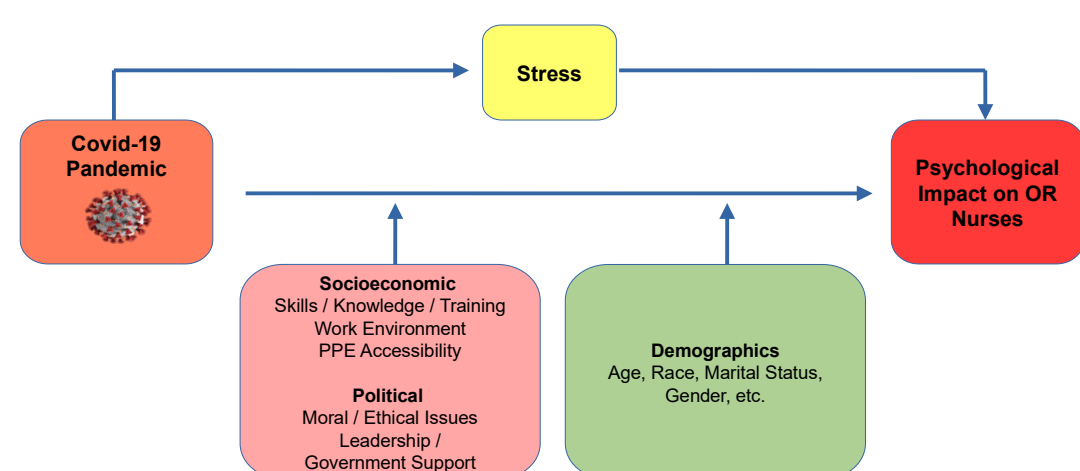 Stress
Covid-19
Pandemic
Psychological
Impact on OR
Nurses
Socioeconomic
Skills / Knowledge / Training
Work Environment
PPE Accessibility
Political
Moral / Ethical Issues
Leadership /
Government Support
Demographics
Age, Race, Marital Status,
Gender, etc.